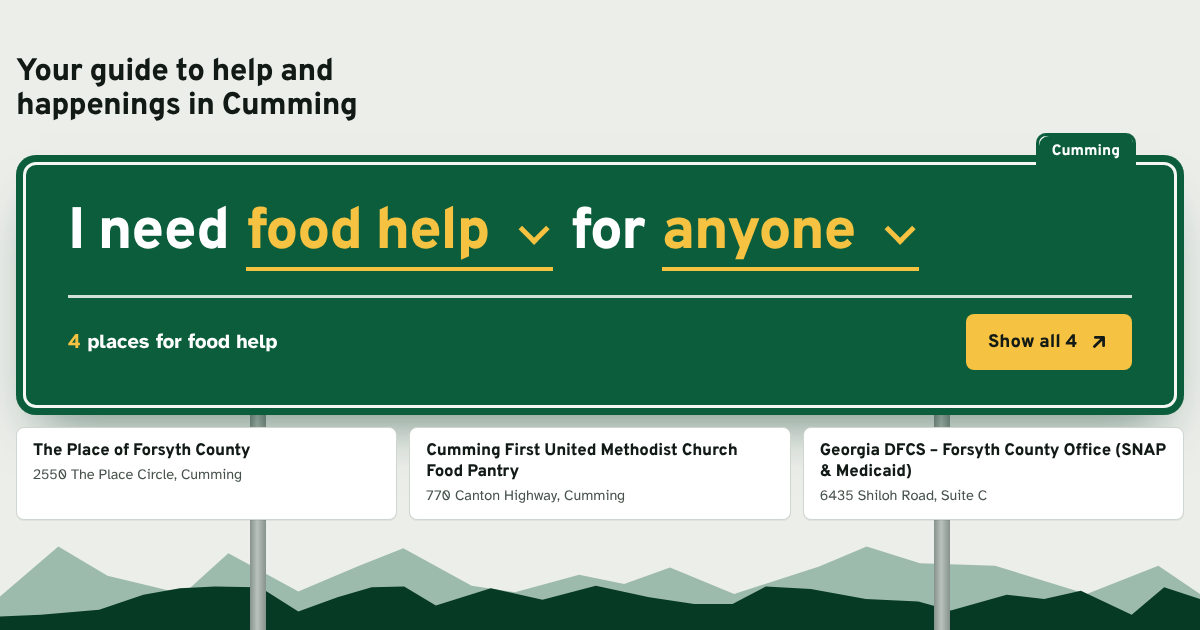 Your guide to help and
happenings in Cumming
Cumming
I need food help for anyone
4 places for food help
Show all 4
The Place of Forsyth County
2550 The Place Circle, Cumming
Cumming First United Methodist Church
Food Pantry
770 Canton Highway, Cumming
Georgia DFCS – Forsyth County Office (SNAP
& Medicaid)
6435 Shiloh Road, Suite C